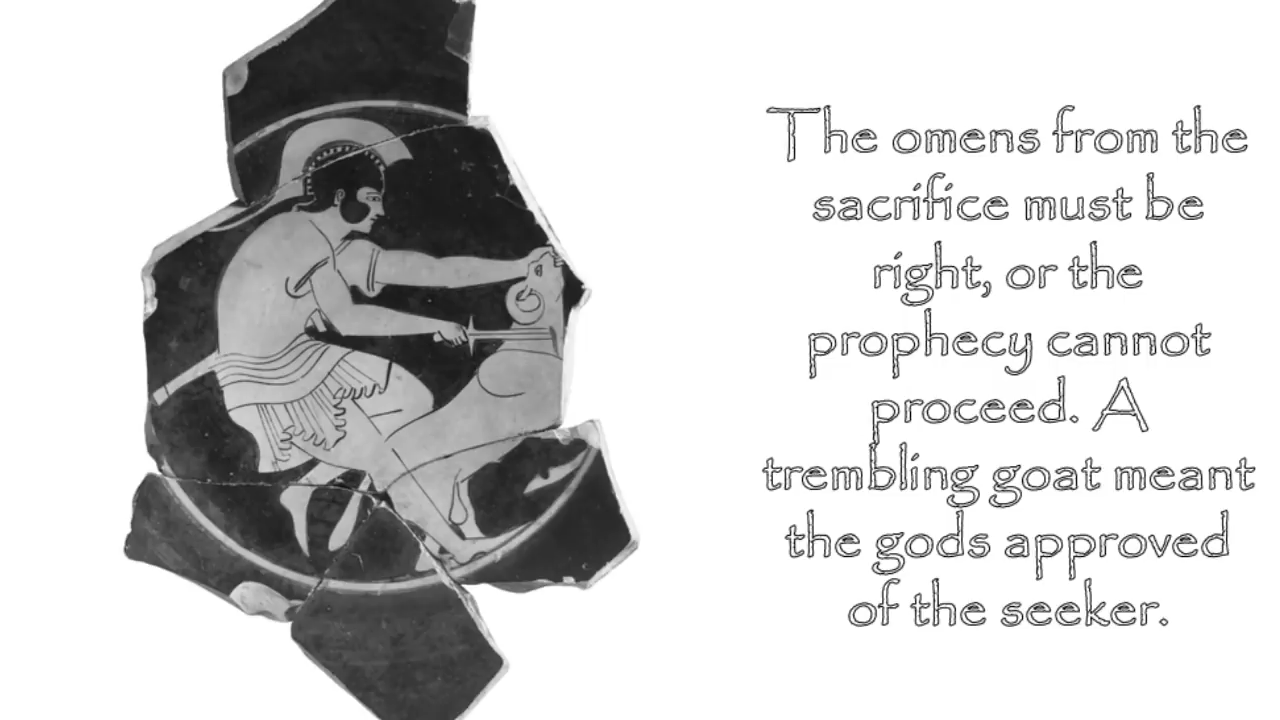 The omens from the
sacrifice must be
right, or the
prophecy cannot
proceed. A
trembling goat meant
the gods approved
of the seeker.